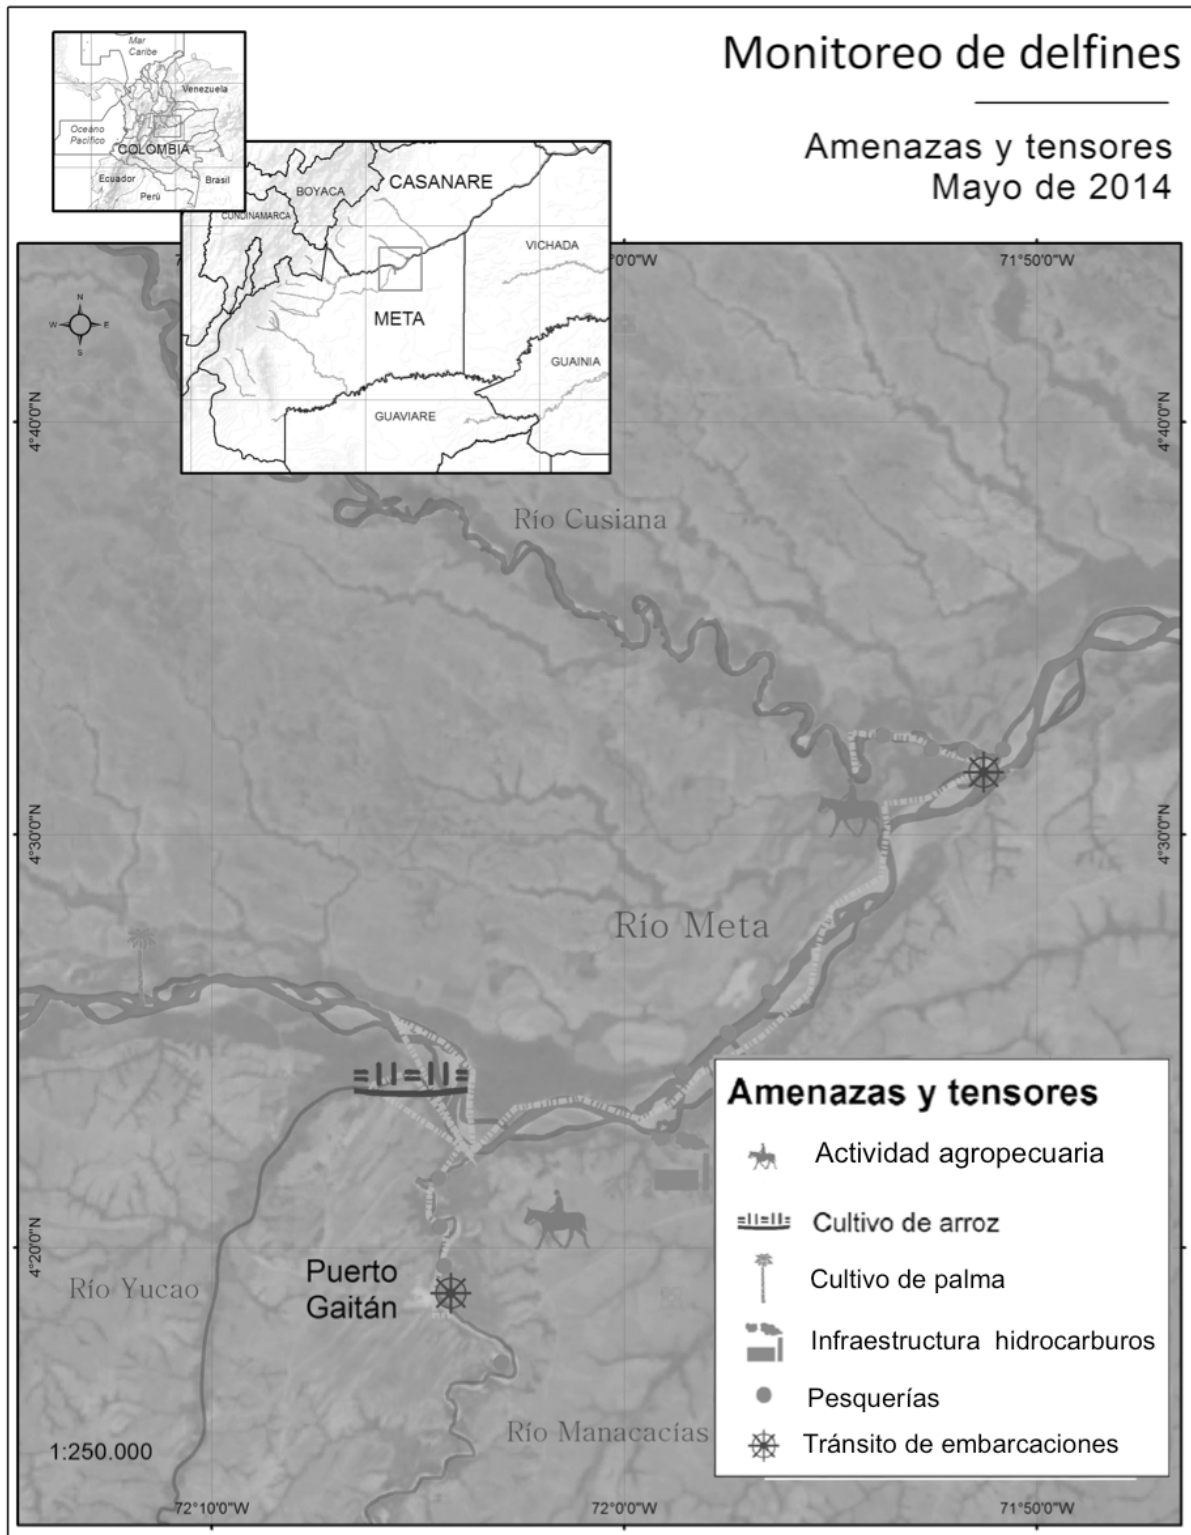 Monitoreo de delfines
Amenazas y tensores
Mayo de 2014
Mar
Caribe
Venezuela
Oceáno
Pacífico
COLOMBIA
Ecuador
Brasil
Perú
CASANARE
BOYACA
CUNDINAMARCA
VICHADA
META
GUAINIA
GUAVIARE
0'0"W
71°50'0"W
N
W
E
S
4°40'0"N
4°40'0"N
Río Cusiana
4°30'0"N
4°30'0"N
Río Meta
4°20'0"N
Río Yucao
Puerto
Gaitán
Río Manacacías
1:250.000
72°10'0"W
72°0'0"W
71°50'0"W
Amenazas y tensores
Actividad agropecuaria
Cultivo de arroz
Cultivo de palma
Infraestructura hidrocarburos
Pesquerías
Tránsito de embarcaciones